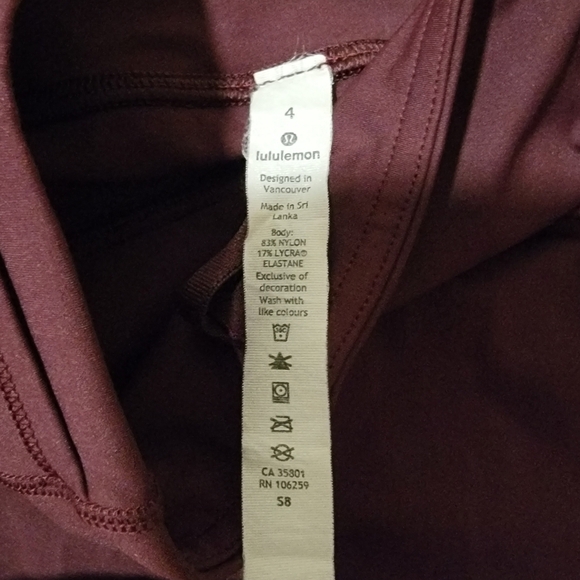 4
lululemon
Designed in
Vancouver
Made in Sri
Lanka
Body:
83% NYLON
17% LYCRA®
ELASTANE
Exclusive of
decoration
Wash with
like colours
CA 35801
RN 106259
S8